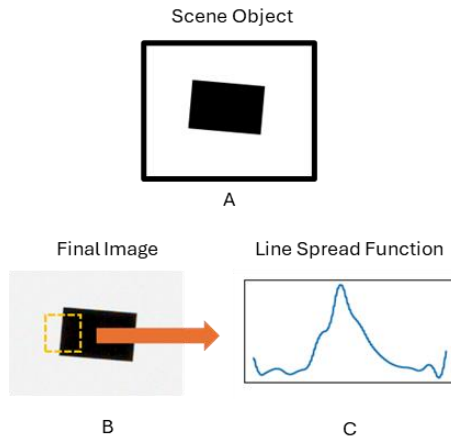 Scene Object
A
Final Image
Line Spread Function
B
C